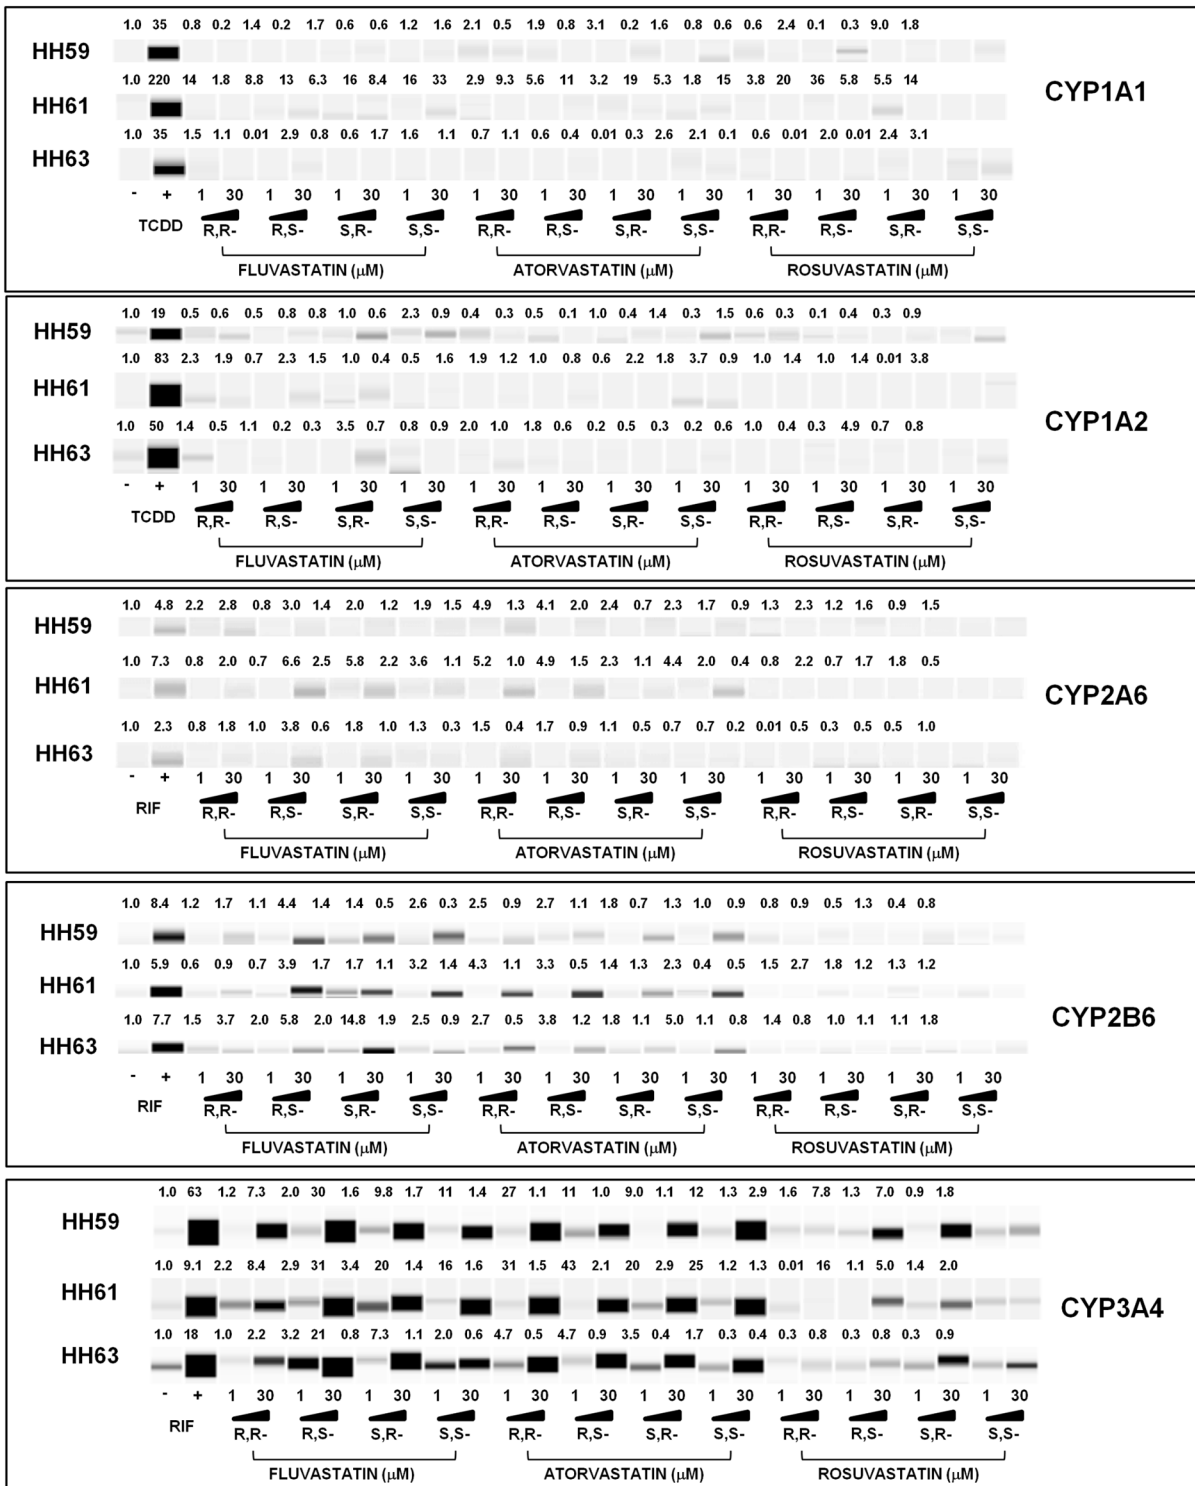 1.0 35 0.8 0.2 1.4 0.2 1.7 0.6 0.6 1.2 1.6 2.1 0.5 1.9 0.8 3.1 0.2 1.6 0.8 0.6 0.6 2.4 0.1 0.3 9.0 1.8
HH59
1.0 220 14 1.8 8.8 13 6.3 16 8.4 16 33 2.9 9.3 5.6 11 3.2 19 5.3 1.8 15 3.8 20 36 5.8 5.5 14
CYP1A1
HH61
1.0 35 1.5 1.1 0.01 2.9 0.8 0.6 1.7 1.6 1.1 0.7 1.1 0.6 0.4 0.01 0.3 2.6 2.1 0.1 0.6 0.01 2.0 0.01 2.4 3.1
HH63
- + 1 30 1 30 1 30 1 30 1 30 1 30 1 30 1 30 1 30 1 30 1 30 1 30
TCDD R,R- R,S- S,R- S,S- R,R- R,S- S,R- S,S- R,R- R,S- S,R- S,S-
FLUVASTATIN (μM) ATORVASTATIN (μM) ROSUVASTATIN (μM)
1.0 19 0.5 0.6 0.5 0.8 0.8 1.0 0.6 2.3 0.9 0.4 0.3 0.5 0.1 1.0 0.4 1.4 0.3 1.5 0.6 0.3 0.1 0.4 0.3 0.9
HH59
1.0 83 2.3 1.9 0.7 2.3 1.5 1.0 0.4 0.5 1.6 1.9 1.2 1.0 0.8 0.6 2.2 1.8 3.7 0.9 1.0 1.4 1.0 1.4 0.01 3.8
HH61
CYP1A2
1.0 50 1.4 0.5 1.1 0.2 0.3 3.5 0.7 0.8 0.9 2.0 1.0 1.8 0.6 0.2 0.5 0.3 0.2 0.6 1.0 0.4 0.3 4.9 0.7 0.8
HH63
- + 1 30 1 30 1 30 1 30 1 30 1 30 1 30 1 30 1 30 1 30 1 30 1 30
TCDD R,R- R,S- S,R- S,S- R,R- R,S- S,R- S,S- R,R- R,S- S,R- S,S-
FLUVASTATIN (μM) ATORVASTATIN (μM) ROSUVASTATIN (μM)
1.0 4.8 2.2 2.8 0.8 3.0 1.4 2.0 1.2 1.9 1.5 4.9 1.3 4.1 2.0 2.4 0.7 2.3 1.7 0.9 1.3 2.3 1.2 1.6 0.9 1.5
HH59
1.0 7.3 0.8 2.0 0.7 6.6 2.5 5.8 2.2 3.6 1.1 5.2 1.0 4.9 1.5 2.3 1.1 4.4 2.0 0.4 0.8 2.2 0.7 1.7 1.8 0.5
HH61
CYP2A6
1.0 2.3 0.8 1.8 1.0 3.8 0.6 1.8 1.0 1.3 0.3 1.5 0.4 1.7 0.9 1.1 0.5 0.7 0.7 0.2 0.01 0.5 0.3 0.5 0.5 1.0
HH63
- + 1 30 1 30 1 30 1 30 1 30 1 30 1 30 1 30 1 30 1 30 1 30 1 30
RIF R,R- R,S- S,R- S,S- R,R- R,S- S,R- S,S- R,R- R,S- S,R- S,S-
FLUVASTATIN (μM) ATORVASTATIN (μM) ROSUVASTATIN (μM)
1.0 8.4 1.2 1.7 1.1 4.4 1.4 1.4 0.5 2.6 0.3 2.5 0.9 2.7 1.1 1.8 0.7 1.3 1.0 0.9 0.8 0.9 0.5 1.3 0.4 0.8
HH59
1.0 5.9 0.6 0.9 0.7 3.9 1.7 1.7 1.1 3.2 1.4 4.3 1.1 3.3 0.5 1.4 1.3 2.3 0.4 0.5 1.5 2.7 1.8 1.2 1.3 1.2
HH61
CYP2B6
1.0 7.7 1.5 3.7 2.0 5.8 2.0 14.8 1.9 2.5 0.9 2.7 0.5 3.8 1.2 1.8 1.1 5.0 1.1 0.8 1.4 0.8 1.0 1.1 1.1 1.8
HH63
- + 1 30 1 30 1 30 1 30 1 30 1 30 1 30 1 30 1 30 1 30 1 30 1 30
RIF R,R- R,S- S,R- S,S- R,R- R,S- S,R- S,S- R,R- R,S- S,R- S,S-
FLUVASTATIN (μM) ATORVASTATIN (μM) ROSUVASTATIN (μM)
1.0 63 1.2 7.3 2.0 30 1.6 9.8 1.7 11 1.4 27 1.1 11 1.0 9.0 1.1 12 1.3 2.9 1.6 7.8 1.3 7.0 0.9 1.8
HH59
1.0 9.1 2.2 8.4 2.9 31 3.4 20 1.4 16 1.6 31 1.5 43 2.1 20 2.9 25 1.2 1.3 0.01 16 1.1 5.0 1.4 2.0
HH61
CYP3A4
1.0 18 1.0 2.2 3.2 21 0.8 7.3 1.1 2.0 0.6 4.7 0.5 4.7 0.9 3.5 0.4 1.7 0.3 0.4 0.3 0.8 0.3 0.8 0.3 0.9
HH63
- + 1 30 1 30 1 30 1 30 1 30 1 30 1 30 1 30 1 30 1 30 1 30 1 30
RIF R,R- R,S- S,R- S,S- R,R- R,S- S,R- S,S- R,R- R,S- S,R- S,S-
FLUVASTATIN (μM) ATORVASTATIN (μM) ROSUVASTATIN (μM)